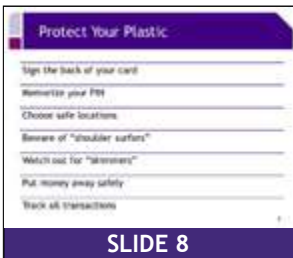 Protect Your Plastic
Sign the back of your card
Memorize your PIN
Choose safe locations
Beware of "shoulder surfers"
Watch out for "skimmers"
Put money away safely
Track all transactions
SLIDE 8